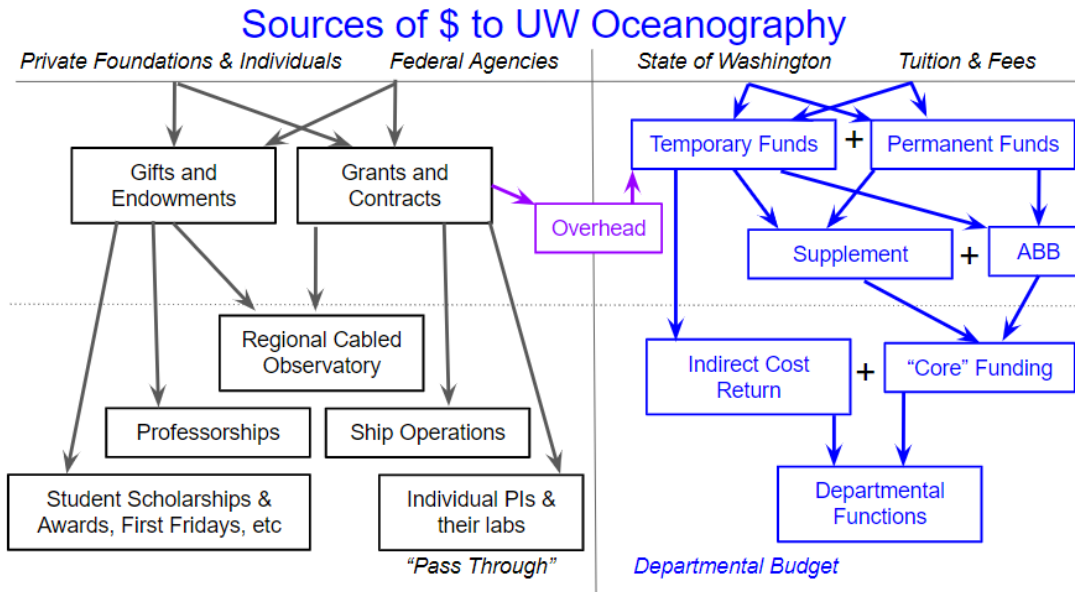 Sources of $ to UW Oceanography
Private Foundations & Individuals
Federal Agencies
State of Washington
Tuition & Fees
Gifts and
Endowments
Grants and
Contracts
Overhead
Temporary Funds
+
Permanent Funds
Supplement
+
ABB
Regional Cabled
Observatory
Indirect Cost
Return
+
“Core” Funding
Professorships
Ship Operations
Student Scholarships &
Awards, First Fridays, etc
Individual PIs &
their labs
Departmental
Functions
“Pass Through”
Departmental Budget